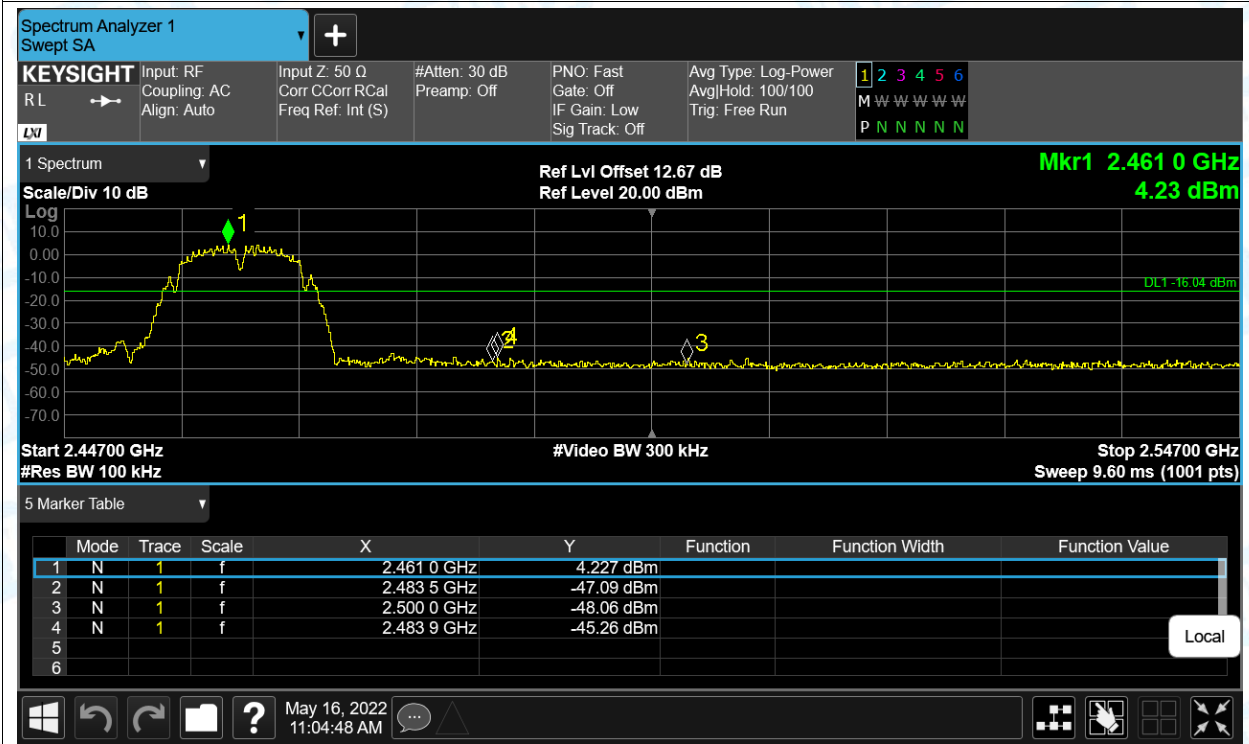 Spectrum Analyzer 1
Swept SA
KEYSIGHT
R L
LXI
Input: RF
Coupling: AC
Align: Auto
Input Z: 50 Ω
Corr CCorr RCal
Freq Ref: Int (S)
#Atten: 30 dB
Preamp: Off
PNO: Fast
Gate: Off
IF Gain: Low
Sig Track: Off
Avg Type: Log-Power
Avg|Hold: 100/100
Trig: Free Run
1 2 3 4 5 6
M W W W W W
P N N N N N
1 Spectrum
Scale/Div 10 dB
Ref Lvl Offset 12.67 dB
Ref Level 20.00 dBm
Mkr1 2.461 0 GHz
4.23 dBm
Log
10.0
0.00
-10.0
-20.0
-30.0
-40.0
-50.0
-60.0
-70.0
1
3
DL1 -16.04 dBm
Start 2.44700 GHz
#Res BW 100 kHz
#Video BW 300 kHz
Stop 2.54700 GHz
Sweep 9.60 ms (1001 pts)
5 Marker Table
Mode Trace Scale X Y Function Function Width Function Value
1 N 1 f 2.461 0 GHz 4.227 dBm
2 N 1 f 2.483 5 GHz -47.09 dBm
3 N 1 f 2.500 0 GHz -48.06 dBm
4 N 1 f 2.483 9 GHz -45.26 dBm
5
6
Local
?
May 16, 2022
11:04:48 AM